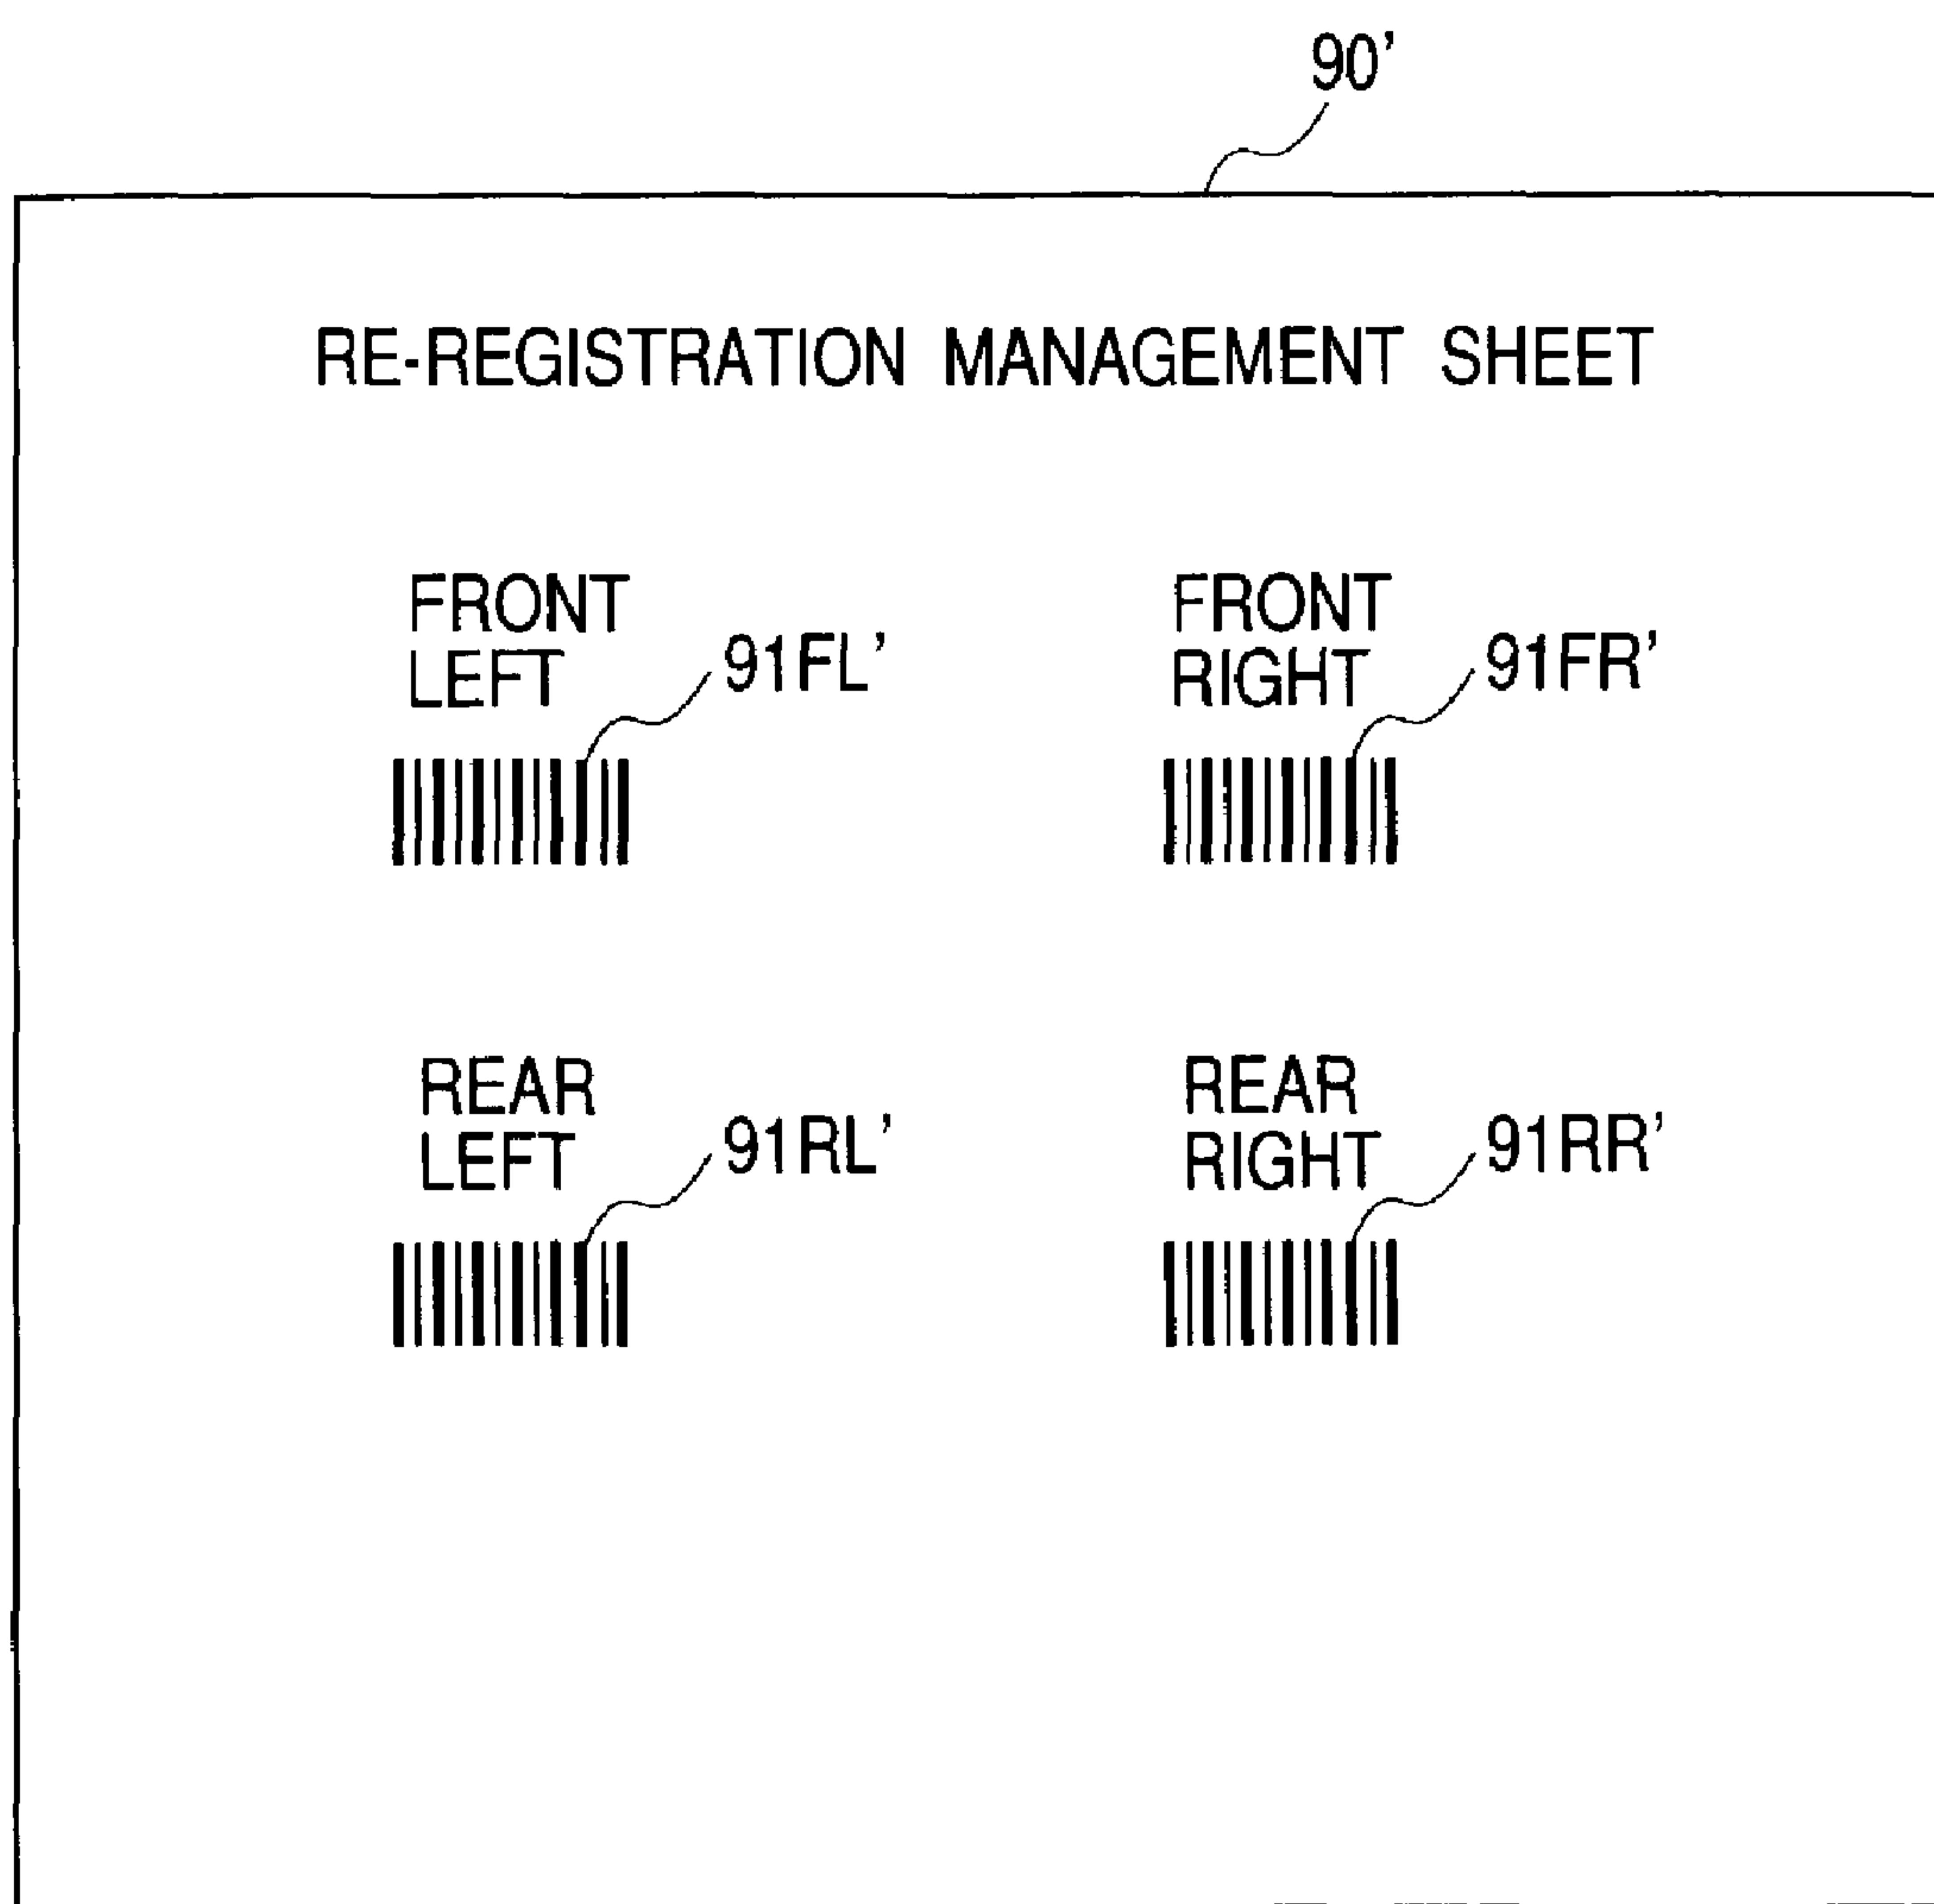 90'
RE-REGISTRATION MANAGEMENT SHEET
FRONT
LEFT
91FL'
FRONT
RIGHT
91FR'
REAR
LEFT
91RL'
REAR
RIGHT
91RR'